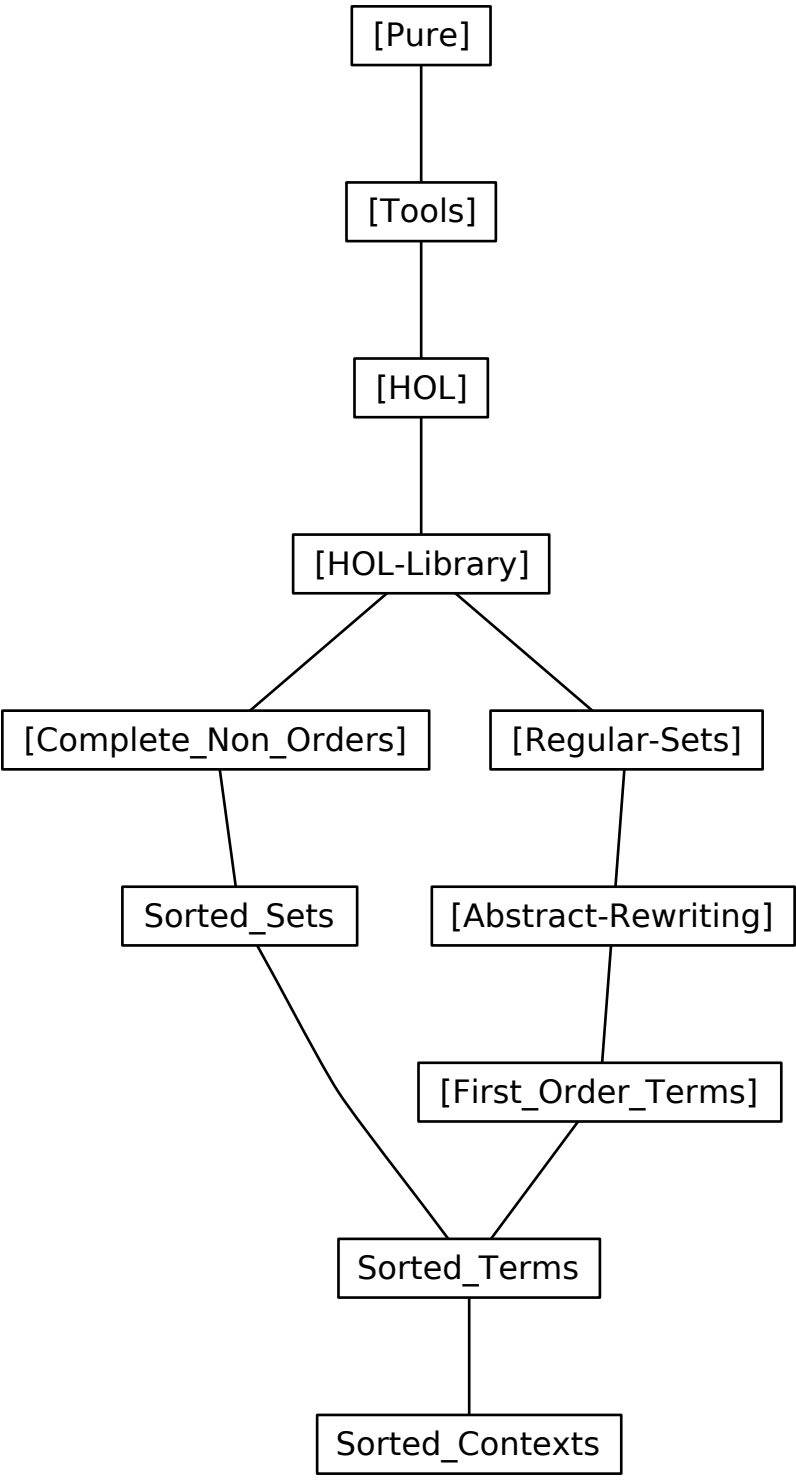 [Pure]
[Tools]
[HOL]
[HOL-Library]
[Complete_Non_Orders]
[Regular-Sets]
Sorted_Sets
[Abstract-Rewriting]
[First_Order_Terms]
Sorted_Terms
Sorted_Contexts